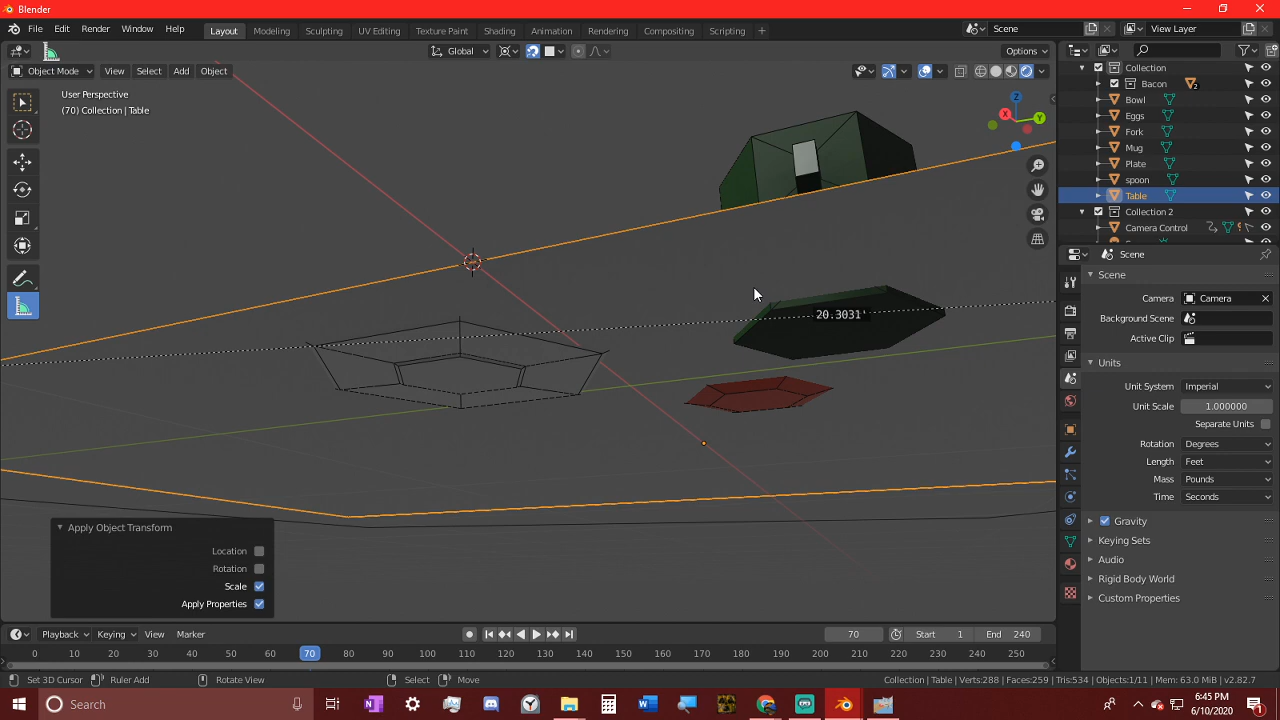 Blender
File Edit Render Window Help
Layout Modeling Sculpting UV Editing Texture Paint Shading Animation Rendering Compositing Scripting +
Scene
View Layer
Global
Options
Object Mode View Select Add Object
User Perspective
(70) Collection | Table
Z
X
Y
20.3031'
Apply Object Transform
Location
Rotation
Scale
Apply Properties
Collection
Bacon 2
Bowl
Eggs
Fork
Mug
Plate
spoon
Table
Collection 2
Camera Control
Scene
Scene
Camera Camera
Background Scene
Active Clip
Units
Unit System Imperial
Unit Scale 1.000000
Separate Units
Rotation Degrees
Length Feet
Mass Pounds
Time Seconds
Gravity
Keying Sets
Audio
Rigid Body World
Custom Properties
Playback Keying View Marker
70 Start 1 End 240
0 10 20 30 40 50 60 70 80 90 100 110 120 130 140 150 160 170 180 190 200 210 220 230 240 250
Set 3D Cursor Ruler Add Rotate View Select Move
Collection | Table | Verts:288 | Faces:259 | Tris:534 | Objects:1/11 | Mem: 63.0 MiB | v2.82.7
Search
6:45 PM
6/10/2020